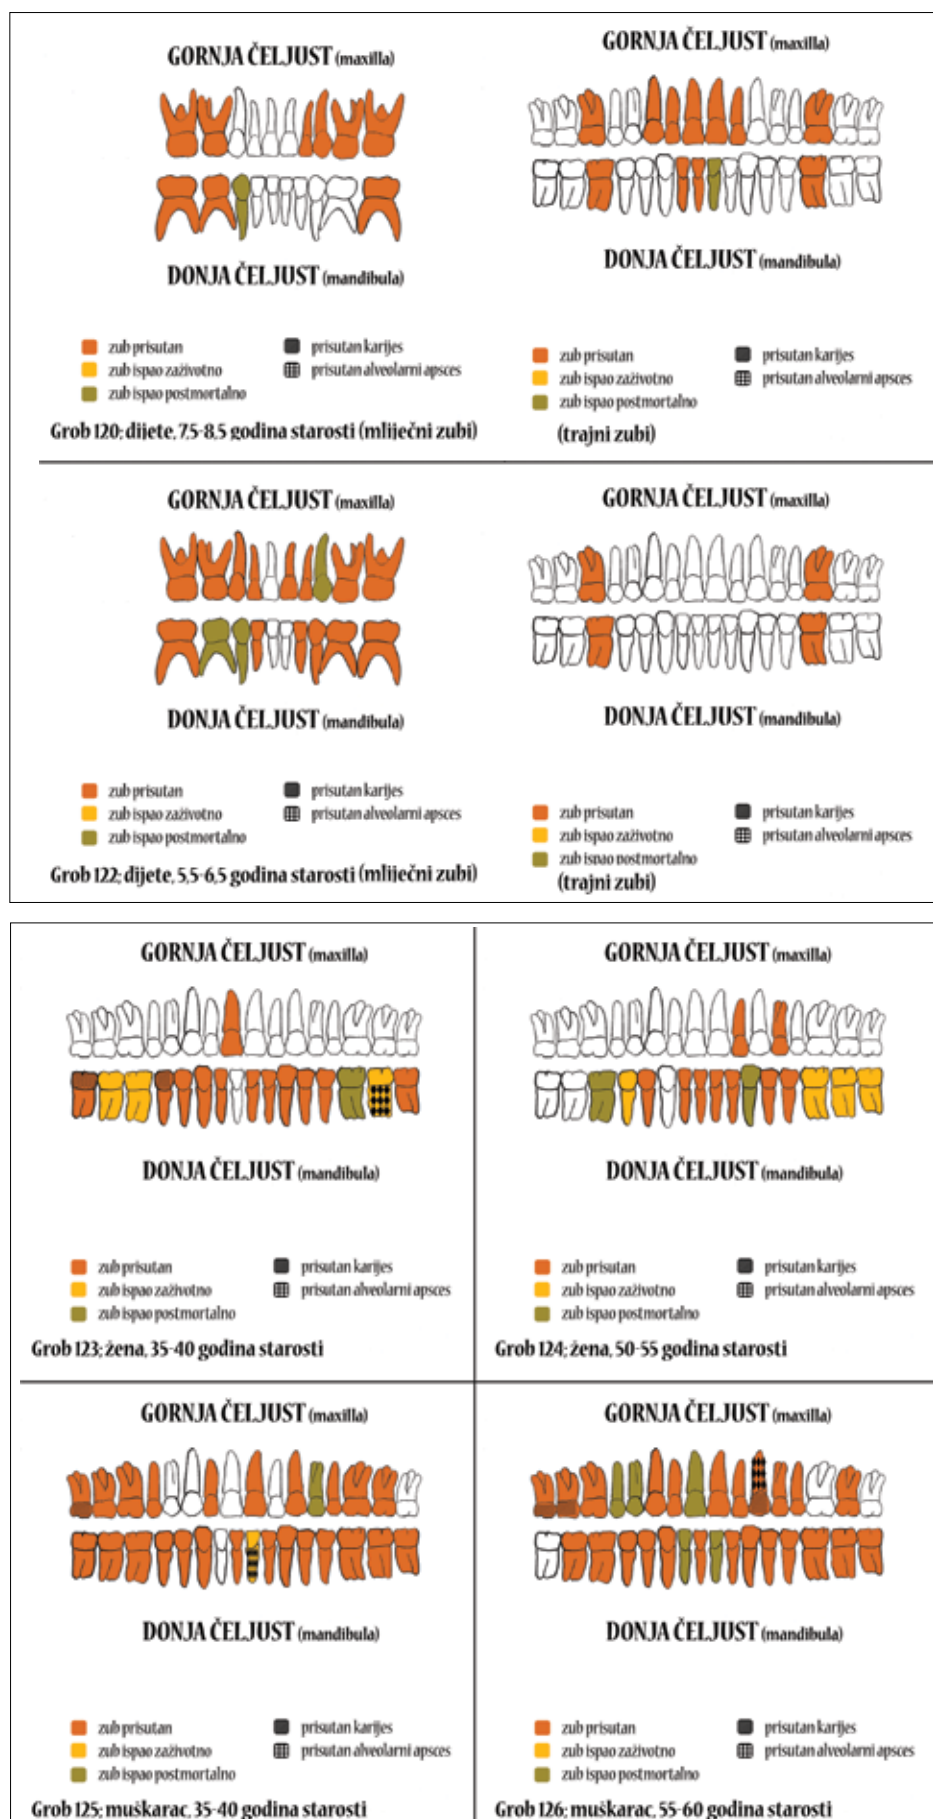 GORNJA ČELJUST (maxilla)
DONJA ČELJUST (mandibula)
zub prisutan
zub ispao zaživotno
zub ispao postmortalno
prisutan karijes
prisutan alveolarni apsces
Grob 120; dijete, 7,5-8,5 godina starosti (mliječni zubi)
GORNJA ČELJUST (maxilla)
DONJA ČELJUST (mandibula)
zub prisutan
zub ispao zaživotno
zub ispao postmortalno
prisutan karijes
prisutan alveolarni apsces
(trajni zubi)
GORNJA ČELJUST (maxilla)
DONJA ČELJUST (mandibula)
zub prisutan
zub ispao zaživotno
zub ispao postmortalno
prisutan karijes
prisutan alveolarni apsces
Grob 122; dijete, 5,5-6,5 godina starosti (mliječni zubi)
GORNJA ČELJUST (maxilla)
DONJA ČELJUST (mandibula)
zub prisutan
zub ispao zaživotno
zub ispao postmortalno
prisutan karijes
prisutan alveolarni apsces
(trajni zubi)
GORNJA ČELJUST (maxilla)
DONJA ČELJUST (mandibula)
zub prisutan
zub ispao zaživotno
zub ispao postmortalno
prisutan karijes
prisutan alveolarni apsces
Grob 123; žena, 35-40 godina starosti
GORNJA ČELJUST (maxilla)
DONJA ČELJUST (mandibula)
zub prisutan
zub ispao zaživotno
zub ispao postmortalno
prisutan karijes
prisutan alveolarni apsces
Grob 124; žena, 50-55 godina starosti
GORNJA ČELJUST (maxilla)
DONJA ČELJUST (mandibula)
zub prisutan
zub ispao zaživotno
zub ispao postmortalno
prisutan karijes
prisutan alveolarni apsces
Grob 125; muškarac, 35-40 godina starosti
GORNJA ČELJUST (maxilla)
DONJA ČELJUST (mandibula)
zub prisutan
zub ispao zaživotno
zub ispao postmortalno
prisutan karijes
prisutan alveolarni apsces
Grob 126; muškarac, 55-60 godina starosti